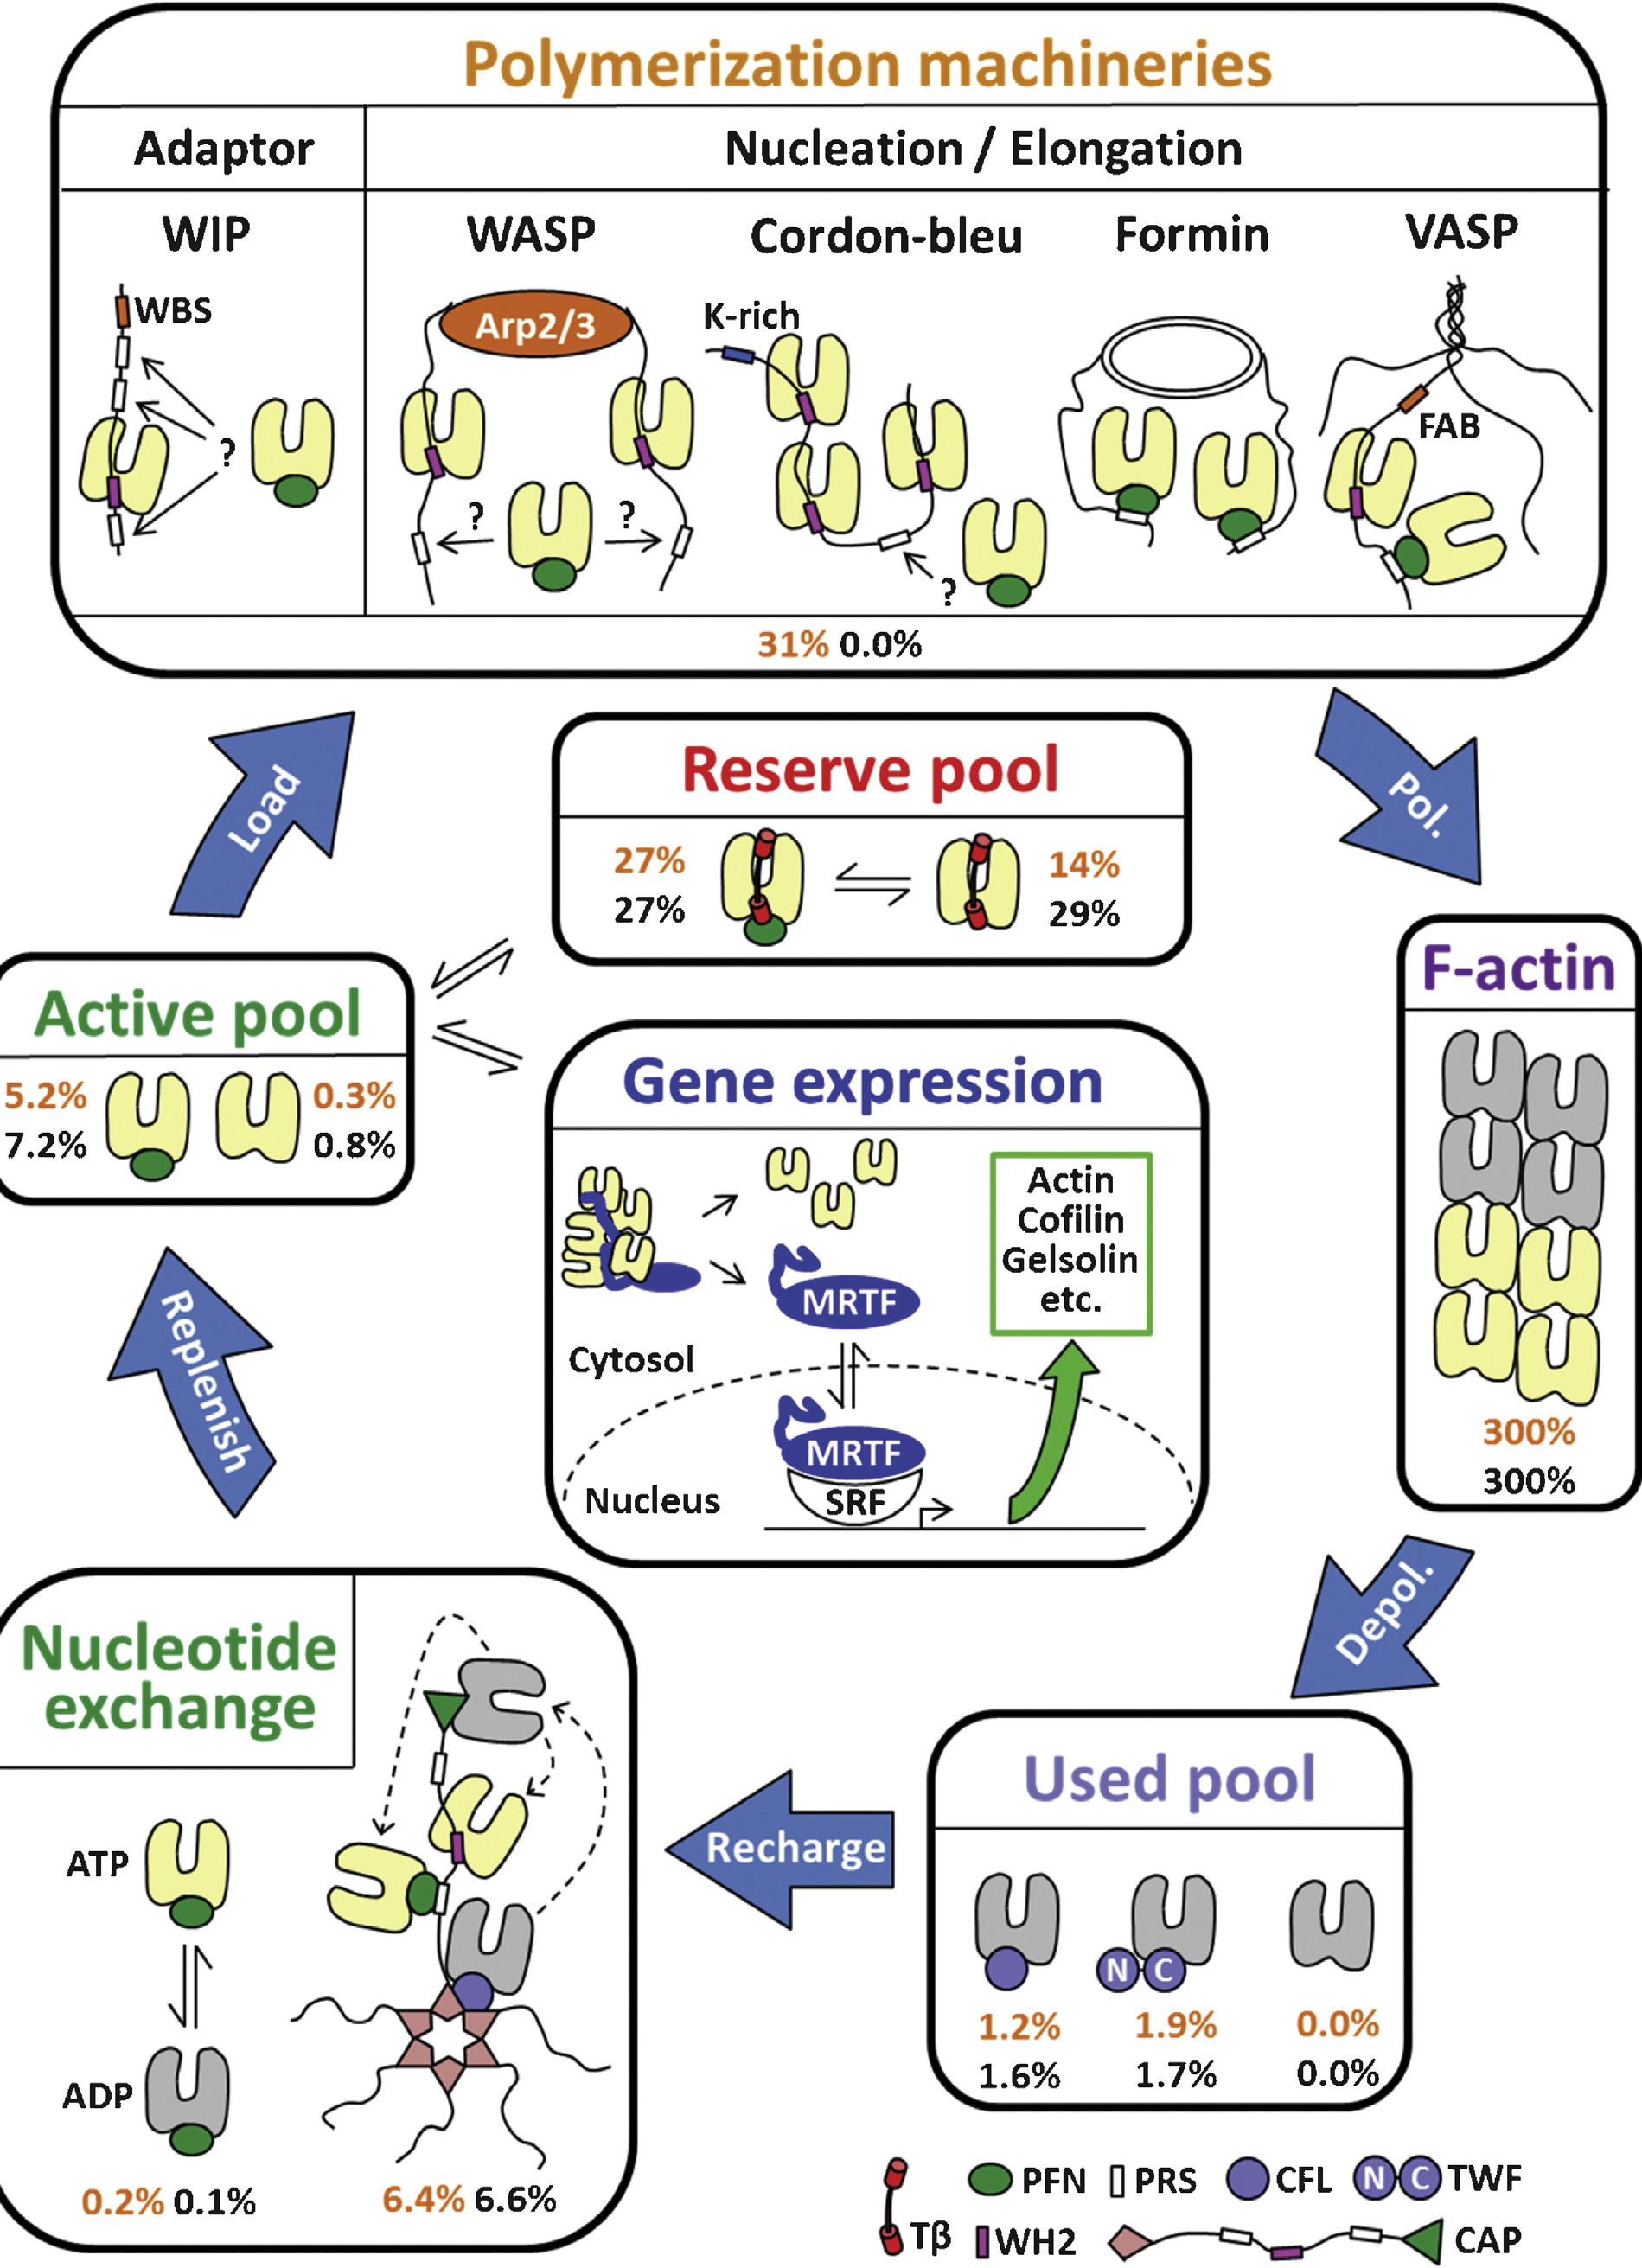 Polymerization machineries
Adaptor
Nucleation / Elongation
WIP
WASP
Cordon-bleu
Formin
VASP
WBS
Arp2/3
K-rich
FAB
?
?
?
?
31% 0.0%
Load
Pol.
Reserve pool
27%
27%
14%
29%
Active pool
5.2%
7.2%
0.3%
0.8%
F-actin
300%
300%
Gene expression
Actin
Cofilin
Gelsolin
etc.
MRTF
Cytosol
MRTF
SRF
Nucleus
Replenish
Depol.
Nucleotide
exchange
ATP
ADP
0.2% 0.1%
6.4% 6.6%
Recharge
Used pool
N C
1.2%
1.6%
1.9%
1.7%
0.0%
0.0%
Tβ
PFN
PRS
CFL
N C TWF
WH2
CAP